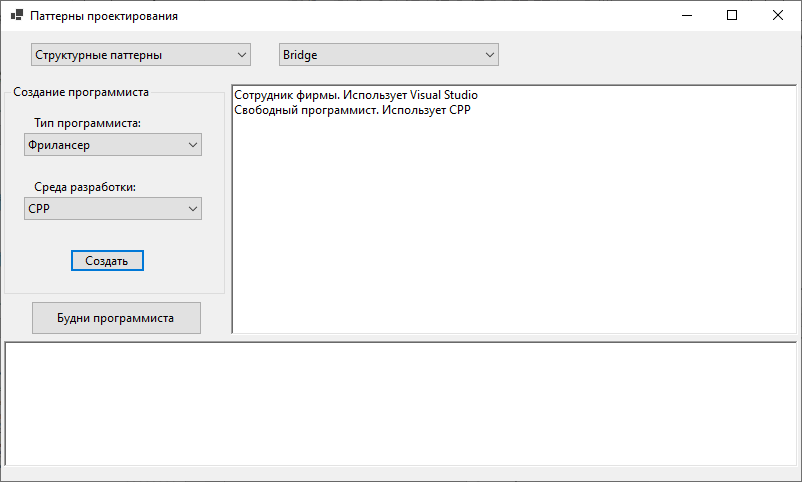 Паттерны проектирования
Структурные паттерны
Bridge
Создание программиста
Тип программиста:
Фрилансер
Среда разработки:
CPP
Создать
Будни программиста
Сотрудник фирмы. Использует Visual Studio
Свободный программист. Использует CPP